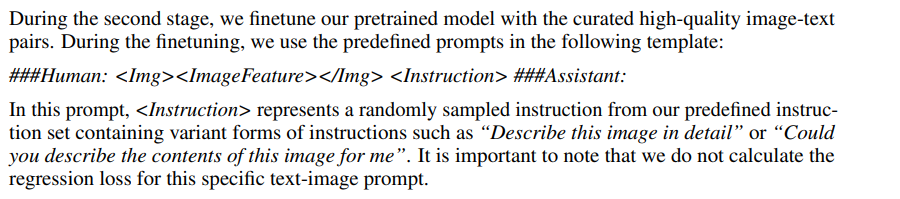 During the second stage, we finetune our pretrained model with the curated high-quality image-text
pairs. During the finetuning, we use the predefined prompts in the following template:
###Human: <Img><ImageFeature></Img> <Instruction> ###Assistant:
In this prompt, <Instruction> represents a randomly sampled instruction from our predefined instruc-
tion set containing variant forms of instructions such as “Describe this image in detail” or “Could
you describe the contents of this image for me”. It is important to note that we do not calculate the
regression loss for this specific text-image prompt.